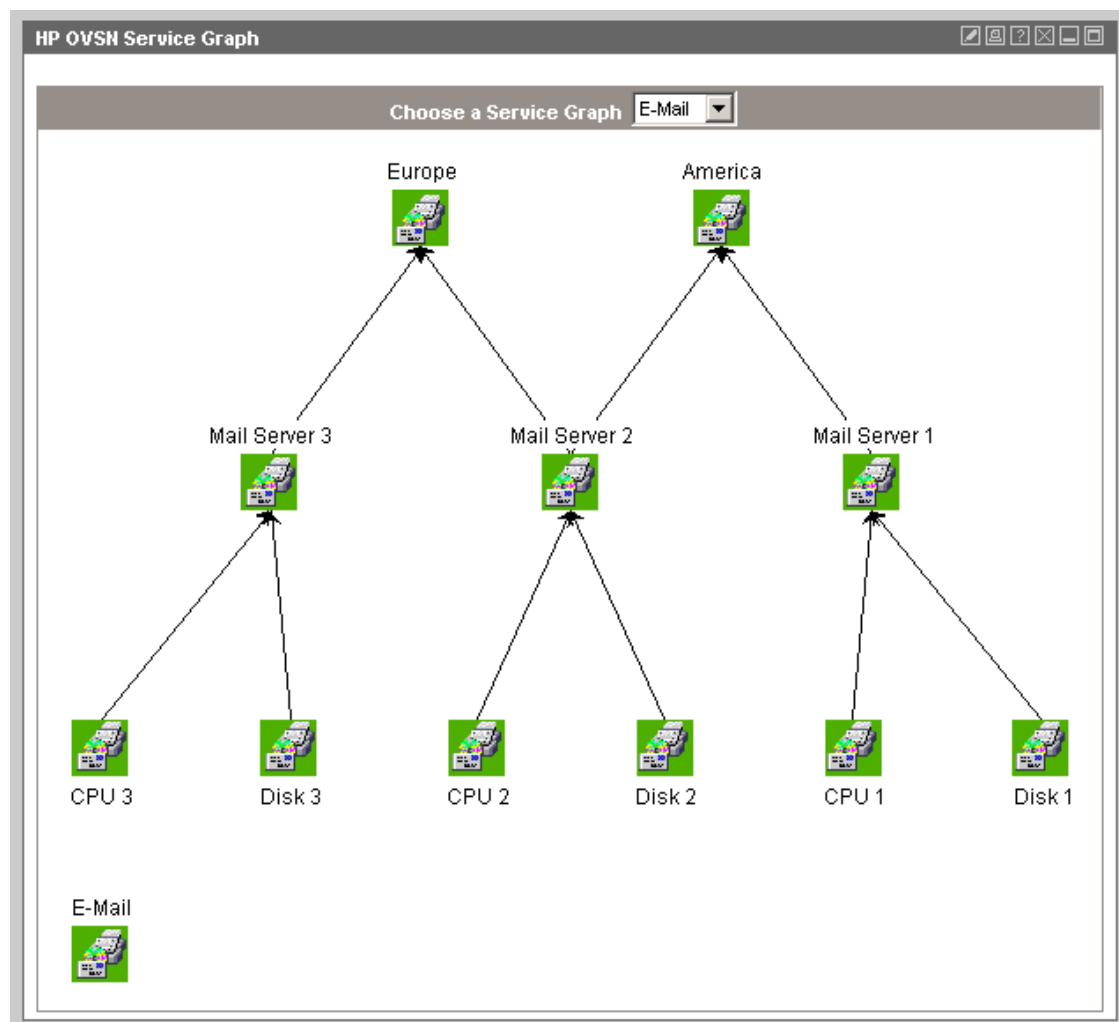 HP OVSN Service Graph
Choose a Service Graph E-Mail
Europe America
Mail Server 3 Mail Server 2 Mail Server 1
CPU 3 Disk 3 CPU 2 Disk 2 CPU 1 Disk 1
E-Mail